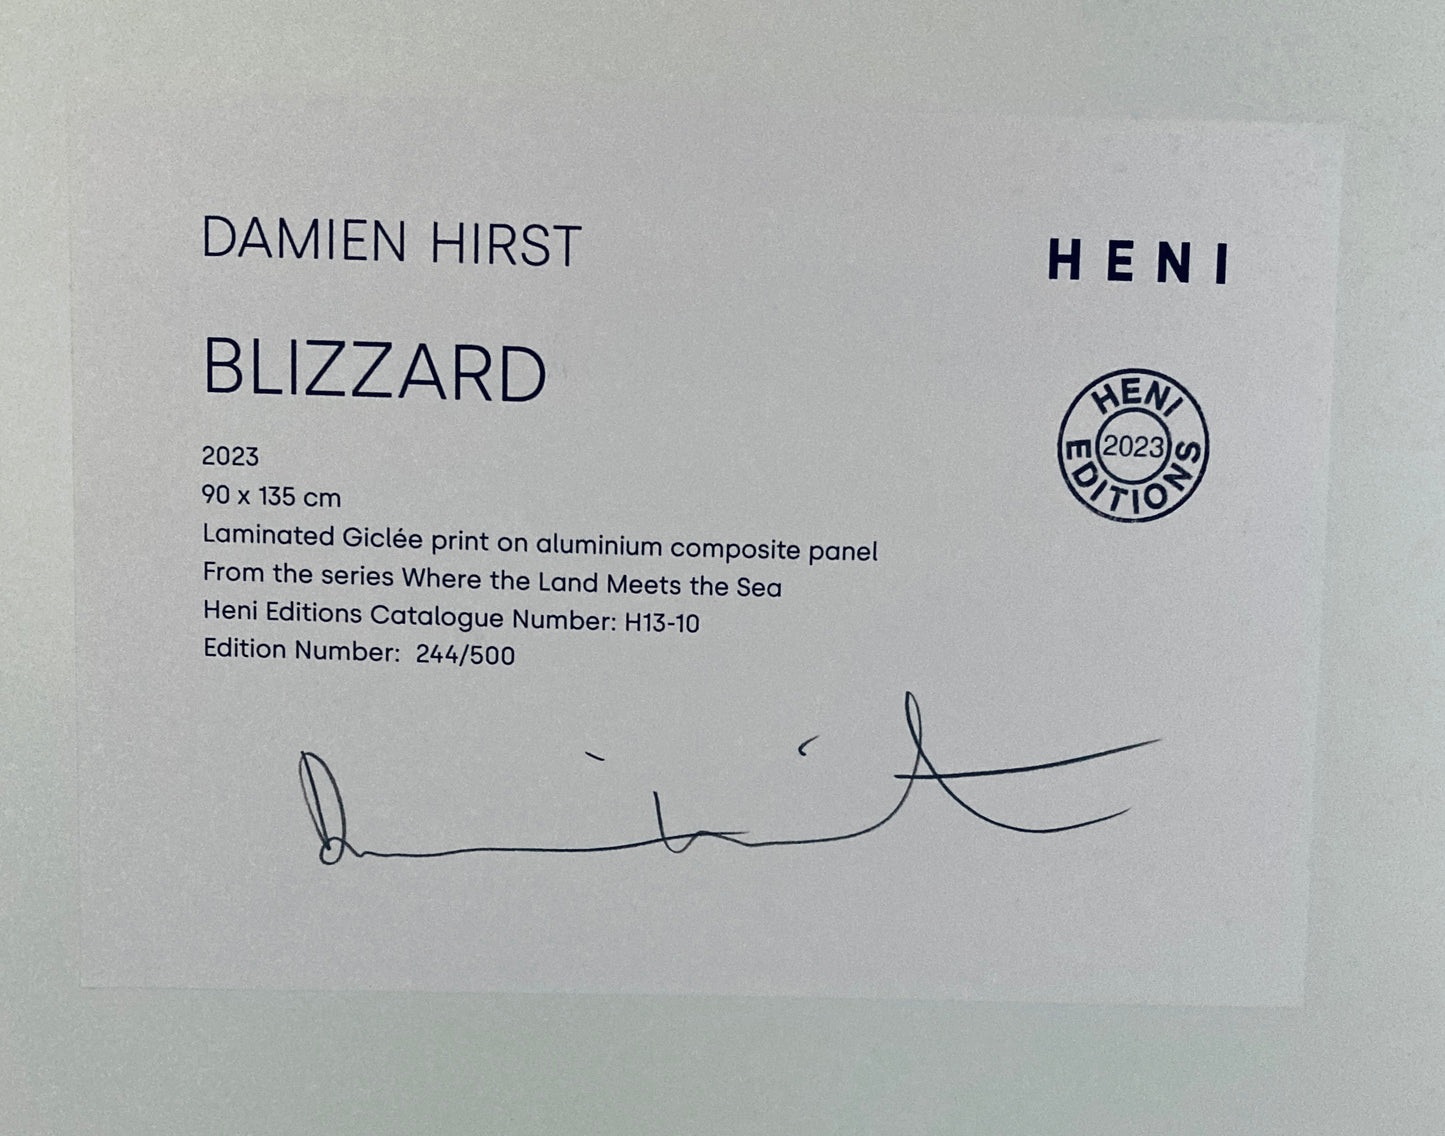 DAMIEN HIRST
HENI
BLIZZARD
HENI
EDITIONS
2023
2023
90 x 135 cm
Laminated Giclée print on aluminium composite panel
From the series Where the Land Meets the Sea
Heni Editions Catalogue Number: H13-10
Edition Number: 244/500